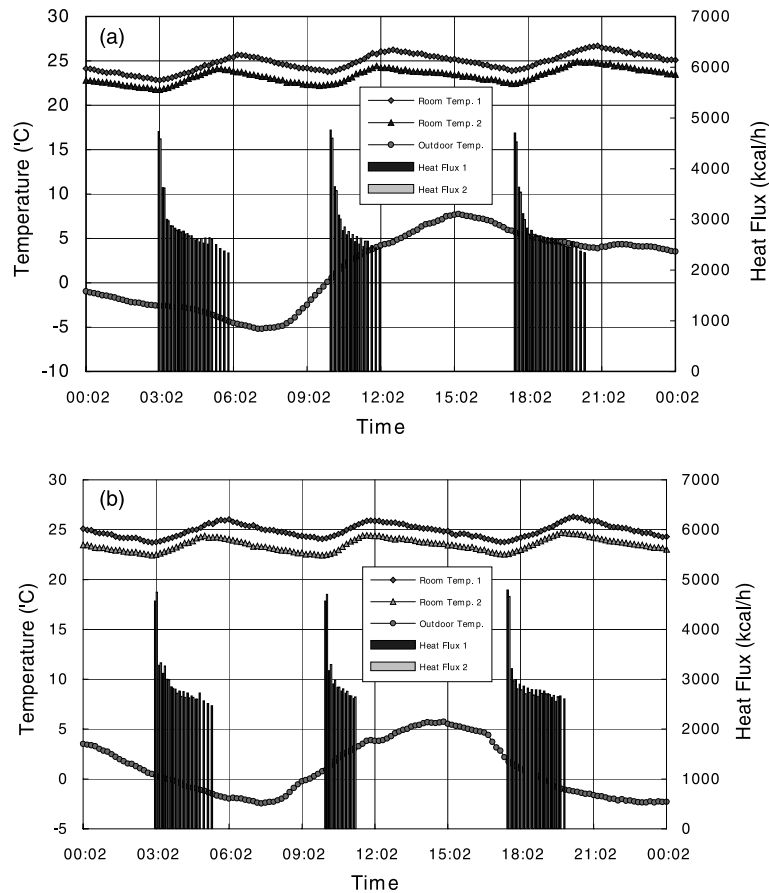 (a)
30
25
20
15
10
5
0
-5
-10
7000
6000
5000
4000
3000
2000
1000
0
Temperature ('C)
Heat Flux (kcal/h)
Room Temp. 1
Room Temp. 2
Outdoor Temp.
Heat Flux 1
Heat Flux 2
00:02 03:02 06:02 09:02 12:02 15:02 18:02 21:02 00:02
Time
(b)
30
25
20
15
10
5
0
-5
7000
6000
5000
4000
3000
2000
1000
0
Temperature ('C)
Heat Flux (kcal/h)
Room Temp. 1
Room Temp. 2
Outdoor Temp.
Heat Flux 1
Heat Flux 2
00:02 03:02 06:02 09:02 12:02 15:02 18:02 21:02 00:02
Time